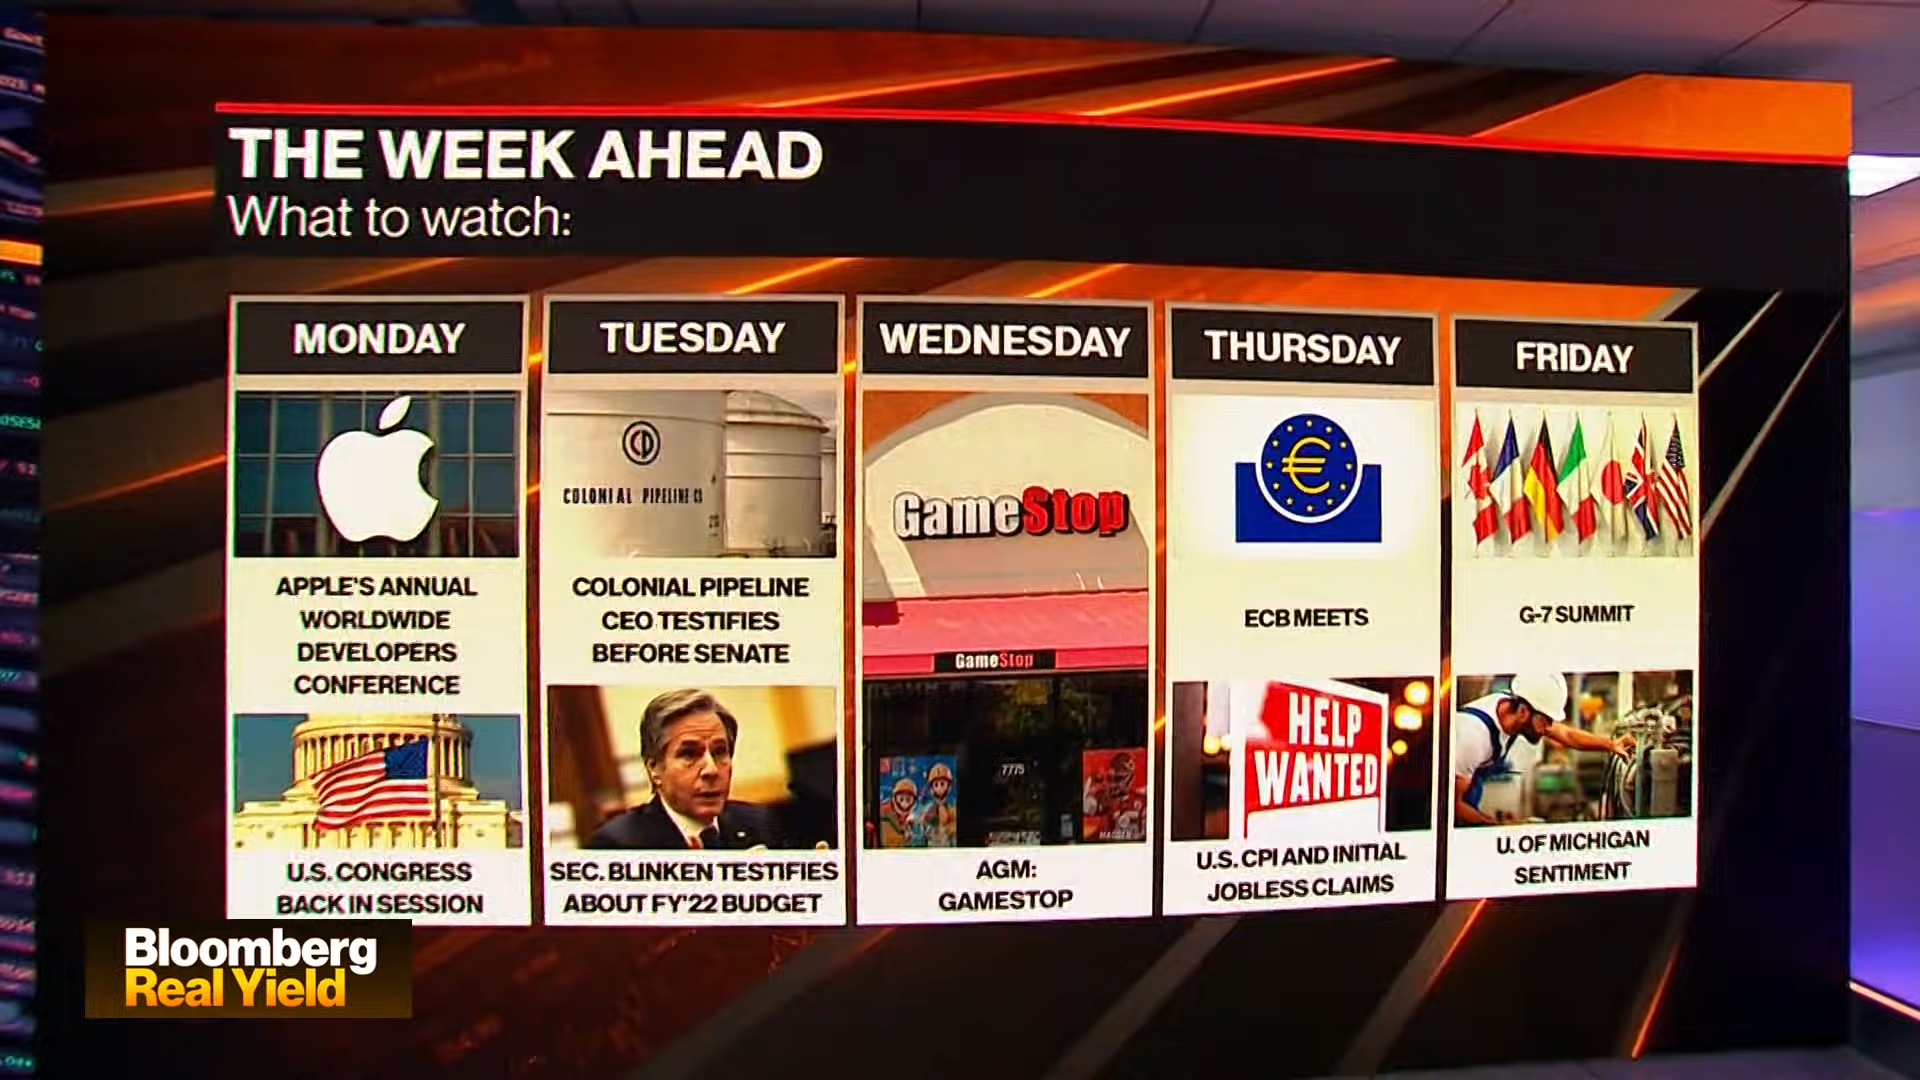 THE WEEK AHEAD
What to watch:
MONDAY
APPLE'S ANNUAL
WORLDWIDE
DEVELOPERS
CONFERENCE
U.S. CONGRESS
BACK IN SESSION
TUESDAY
CD
COLONIAL PIPELINE CO
COLONIAL PIPELINE
CEO TESTIFIES
BEFORE SENATE
SEC. BLINKEN TESTIFIES
ABOUT FY'22 BUDGET
WEDNESDAY
GameStop
GameStop
7775
AGM:
GAMESTOP
THURSDAY
€
ECB MEETS
HELP
WANTED
U.S. CPI AND INITIAL
JOBLESS CLAIMS
FRIDAY
G-7 SUMMIT
U. OF MICHIGAN
SENTIMENT
Bloomberg
Real Yield